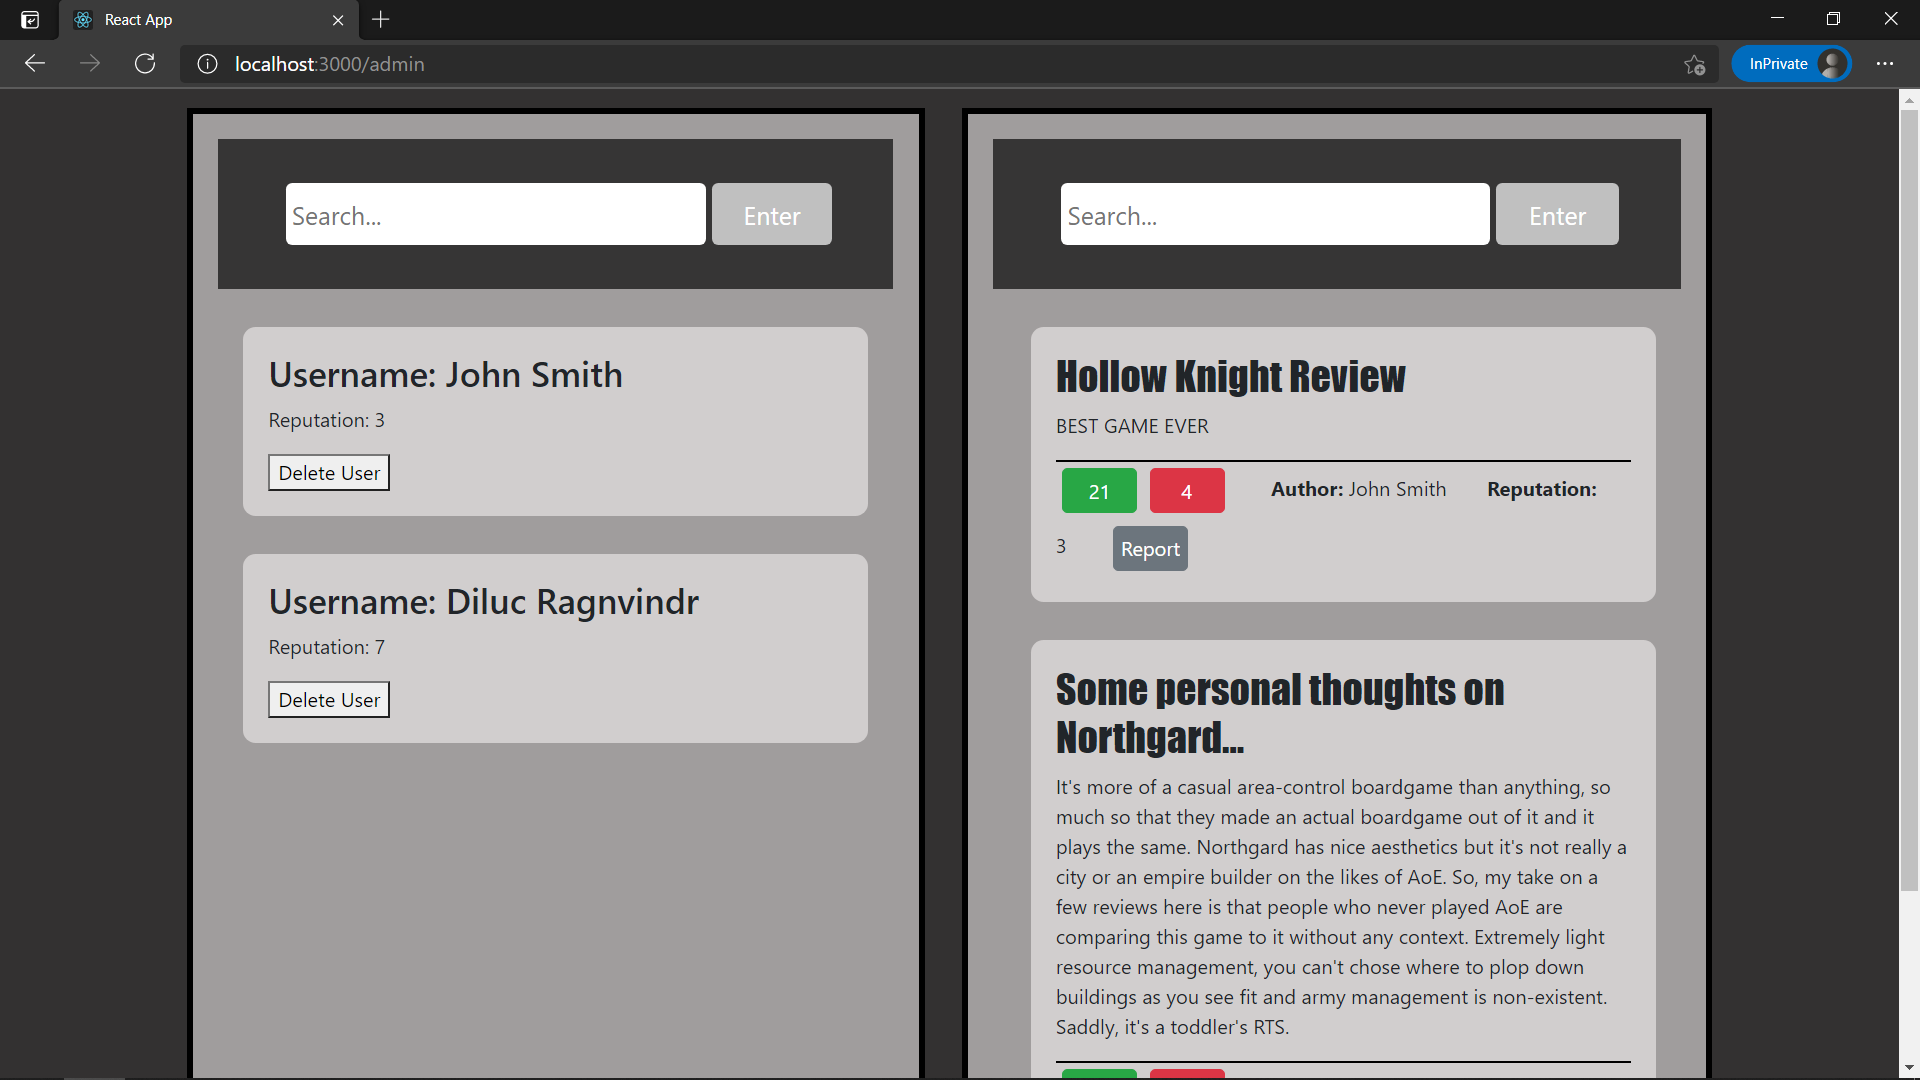 React App
localhost:3000/admin
InPrivate
Search...
Enter
Username: John Smith
Reputation: 3
Delete User
Username: Diluc Ragnvindr
Reputation: 7
Delete User
Search...
Enter
Hollow Knight Review
BEST GAME EVER
21 4 Author: John Smith Reputation:
3 Report
Some personal thoughts on
Northgard...
It's more of a casual area-control boardgame than anything, so
much so that they made an actual boardgame out of it and it
plays the same. Northgard has nice aesthetics but it's not really a
city or an empire builder on the likes of AoE. So, my take on a
few reviews here is that people who never played AoE are
comparing this game to it without any context. Extremely light
resource management, you can't chose where to plop down
buildings as you see fit and army management is non-existent.
Saddly, it's a toddler's RTS.